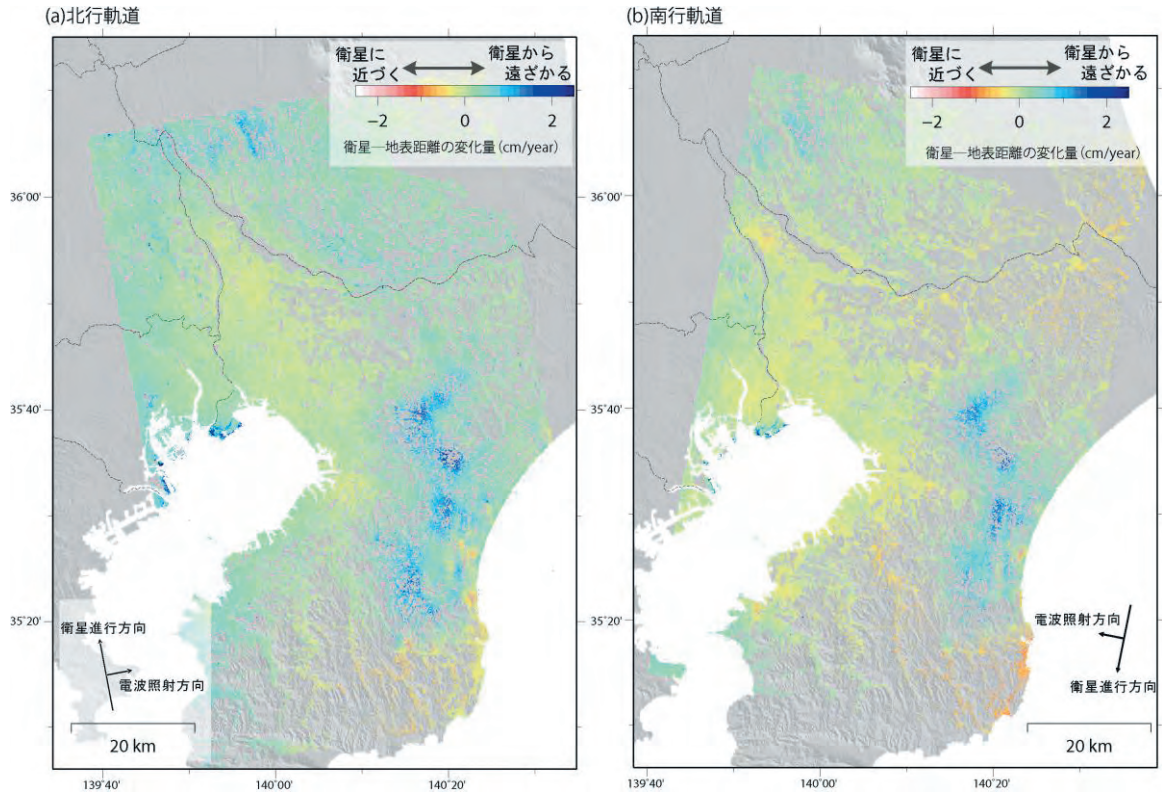 (a)北行軌道
衛星に
近づく
衛星から
遠ざかる
−2
0
2
衛星―地表距離の変化量(cm/year)
36˚00'
35˚40'
35˚20'
衛星進行方向
電波照射方向
20 km
139˚40'
140˚00'
140˚20'
(b)南行軌道
衛星に
近づく
衛星から
遠ざかる
−2
0
2
衛星―地表距離の変化量(cm/year)
36˚00'
35˚40'
35˚20'
電波照射方向
衛星進行方向
20 km
139˚40'
140˚00'
140˚20'